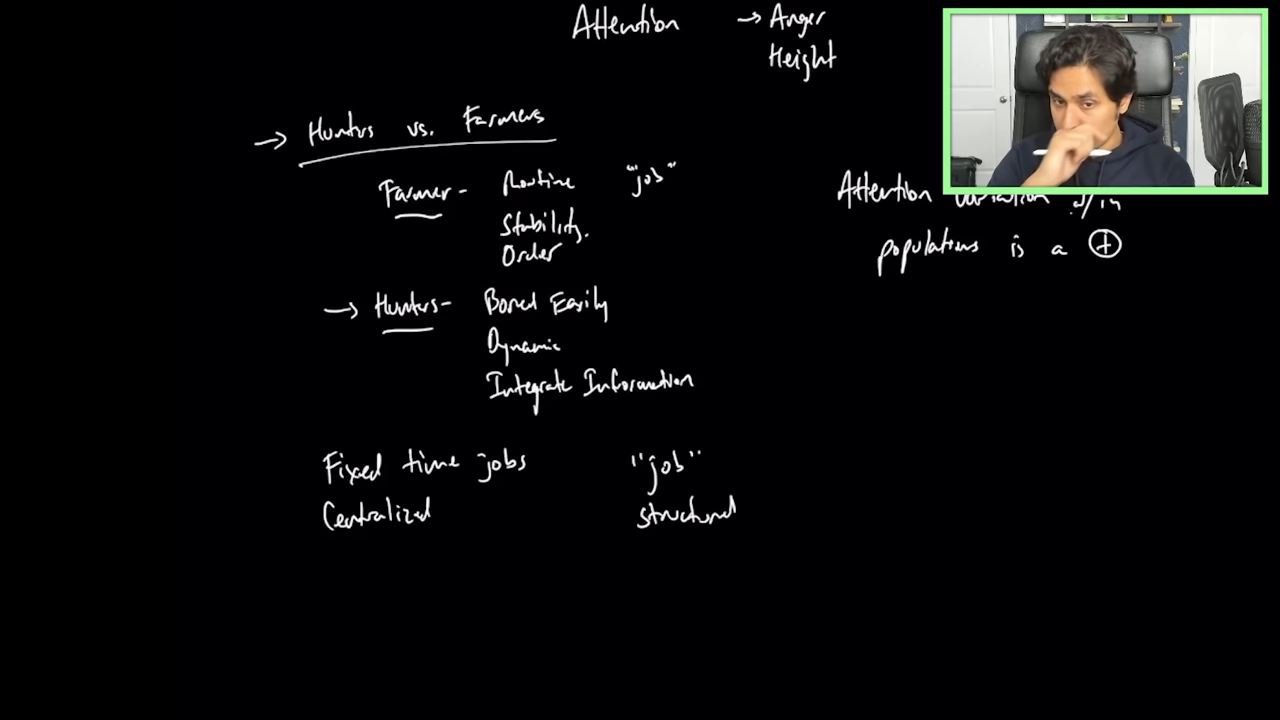 Attention → Anger
Height
→ Hunters vs. Farmers
Farmer - Routine "job"
Stability.
Order
Attention variation
populations is a +
→ Hunters - Bored Easily
Dynamic
Integrate Information
Fixed time jobs "job"
Centralized structured